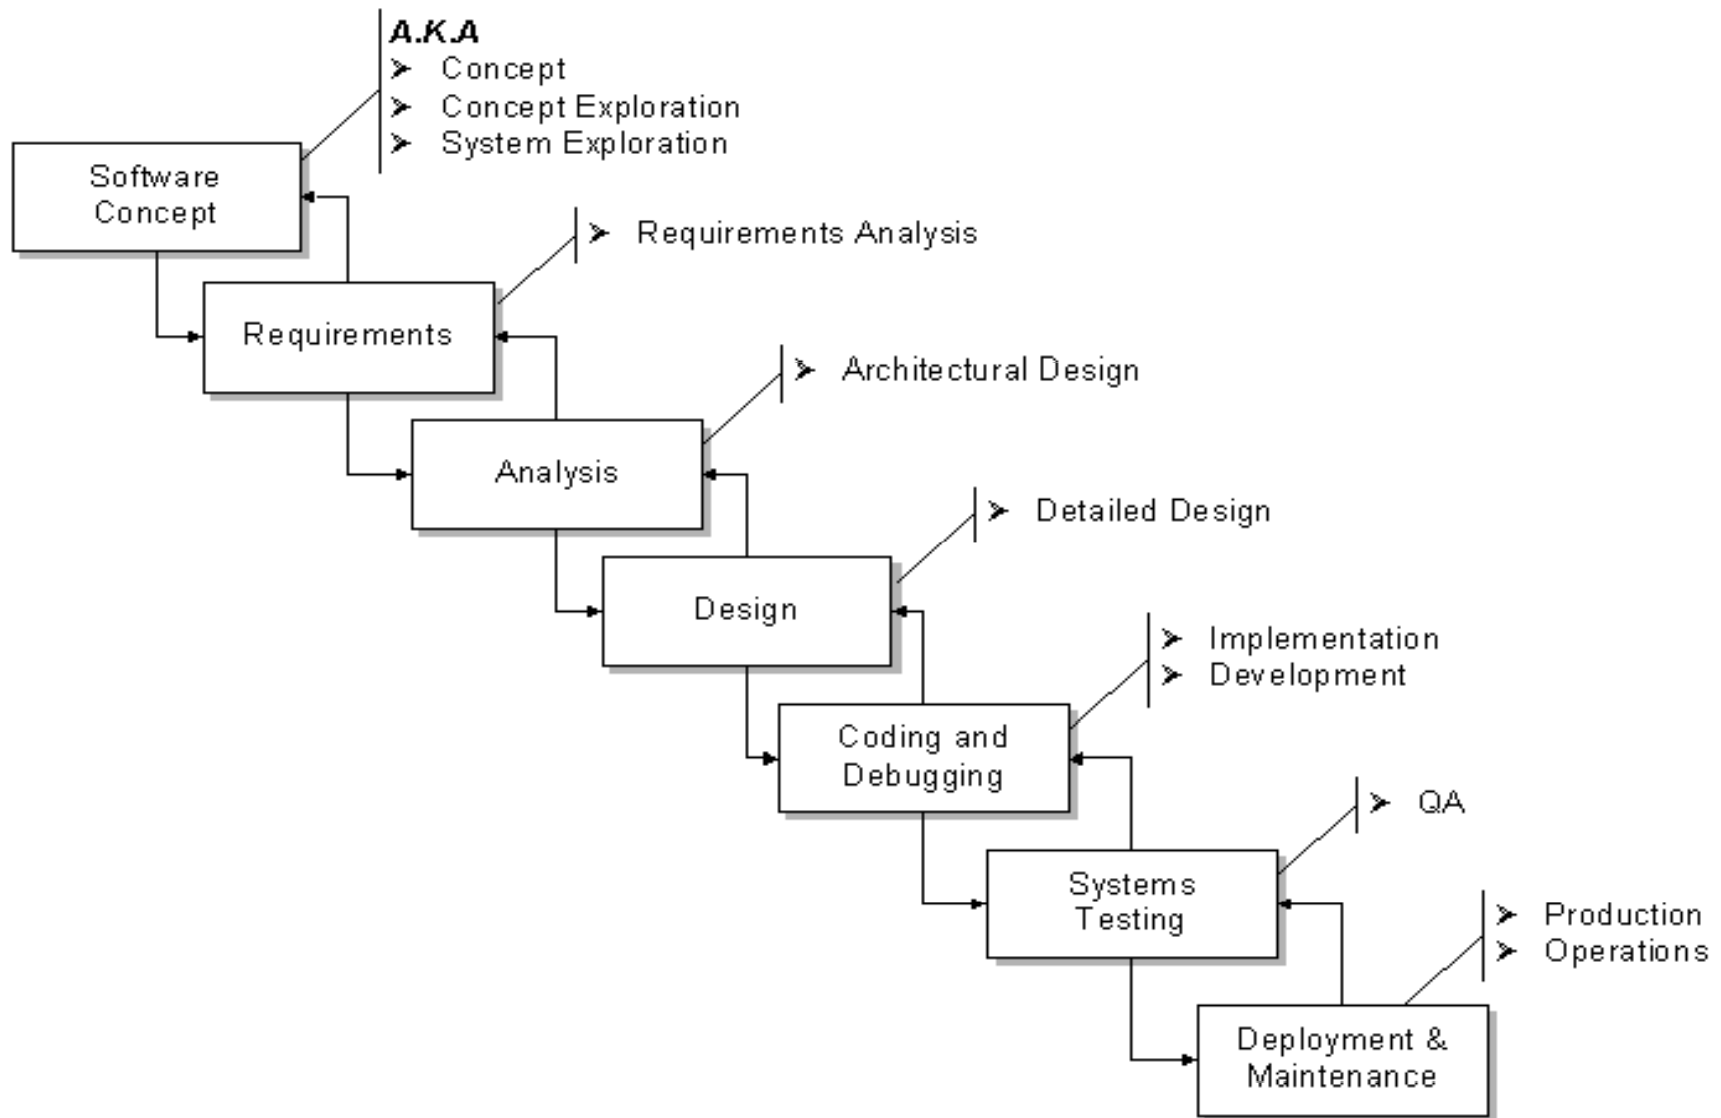 A.K.A
➢ Concept
➢ Concept Exploration
➢ System Exploration
Software
Concept
➢ Requirements Analysis
Requirements
➢ Architectural Design
Analysis
➢ Detailed Design
Design
➢ Implementation
➢ Development
Coding and
Debugging
➢ QA
Systems
Testing
➢ Production
➢ Operations
Deployment &
Maintenance